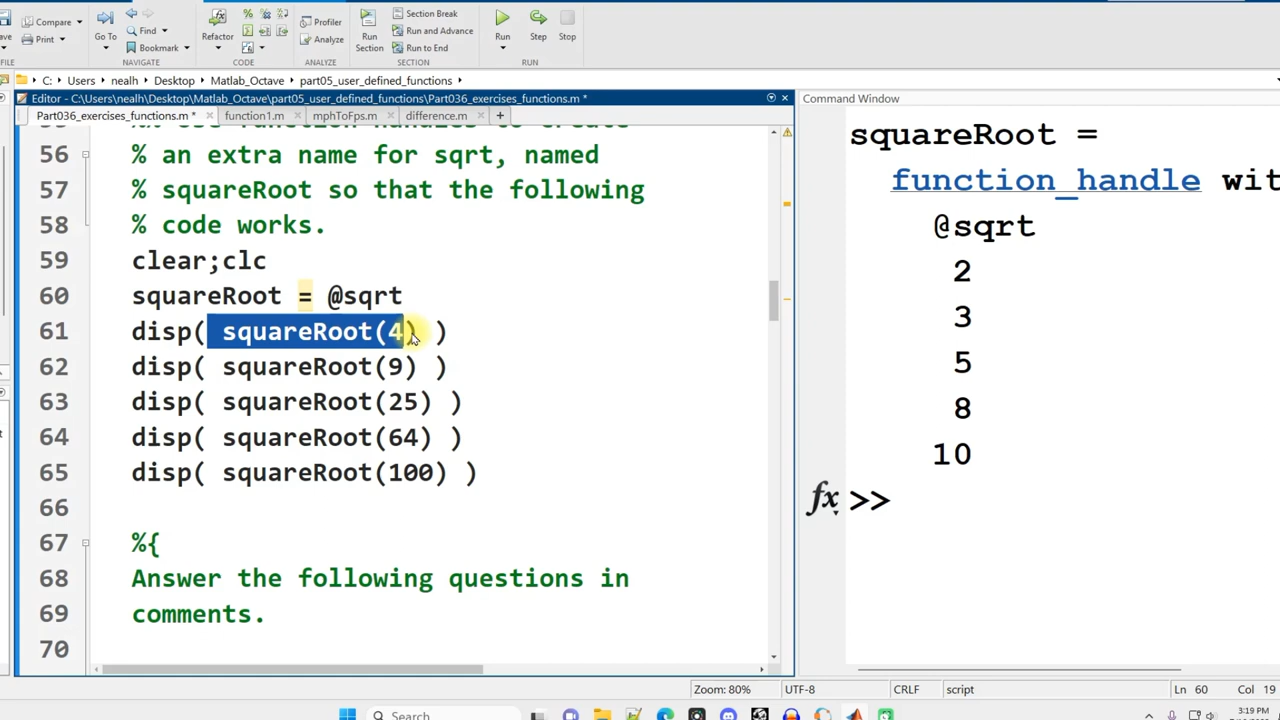 Compare
Print
FILE
Go To
Find
Bookmark
NAVIGATE
Refactor
CODE
Profiler
Analyze
ANALYZE
Run
Section
Section Break
Run and Advance
Run to End
SECTION
Run
Step
Stop
RUN
C: Users nealh Desktop Matlab_Octave part05_user_defined_functions
Editor - C:\Users\nealh\Desktop\Matlab_Octave\part05_user_defined_functions\Part036_exercises_functions.m *
Part036_exercises_functions.m * function1.m mphToFps.m difference.m
56 % an extra name for sqrt, named
57 % squareRoot so that the following
58 % code works.
59 clear;clc
60 squareRoot = @sqrt
61 disp( squareRoot(4) )
62 disp( squareRoot(9) )
63 disp( squareRoot(25) )
64 disp( squareRoot(64) )
65 disp( squareRoot(100) )
66
67 %{
68 Answer the following questions in
69 comments.
70
Command Window
squareRoot =
function_handle wit
@sqrt
2
3
5
8
10
fx >>
Zoom: 80% UTF-8 CRLF script Ln 60 Col 19
Search
3:19 PM